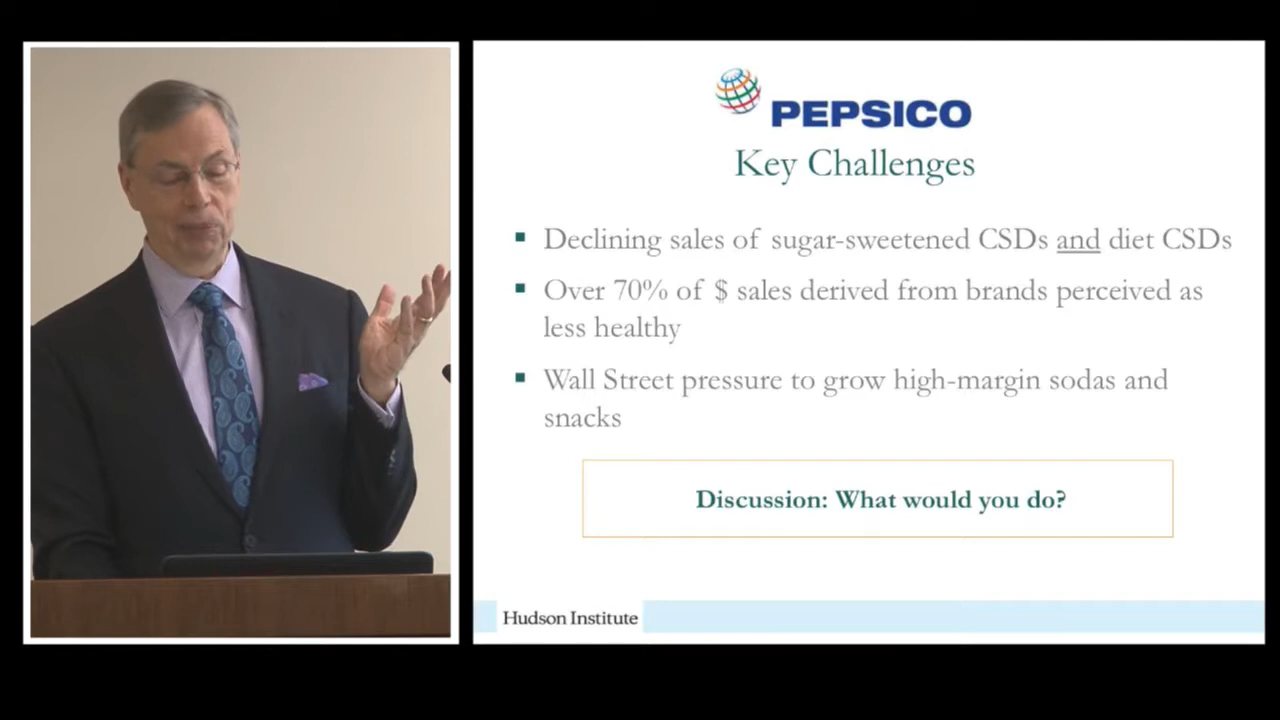 PEPSICO
Key Challenges
▪ Declining sales of sugar-sweetened CSDs and diet CSDs
▪ Over 70% of $ sales derived from brands perceived as
less healthy
▪ Wall Street pressure to grow high-margin sodas and
snacks
Discussion: What would you do?
Hudson Institute